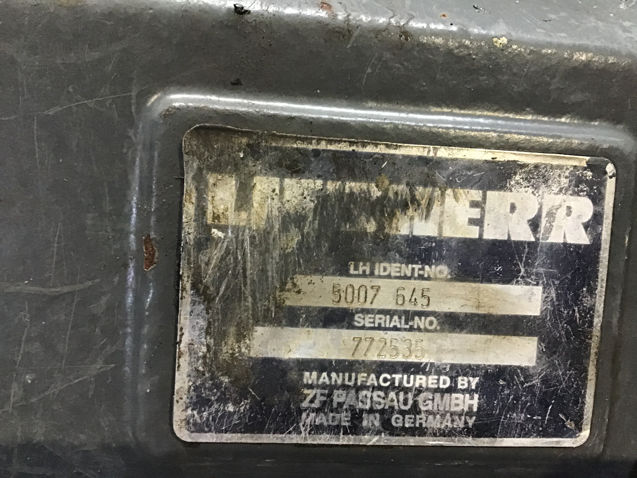 LIEBHERR
LH IDENT-NO.
5007 645
SERIAL-NO.
772535
MANUFACTURED BY
ZF PASSAU GMBH
MADE IN GERMANY